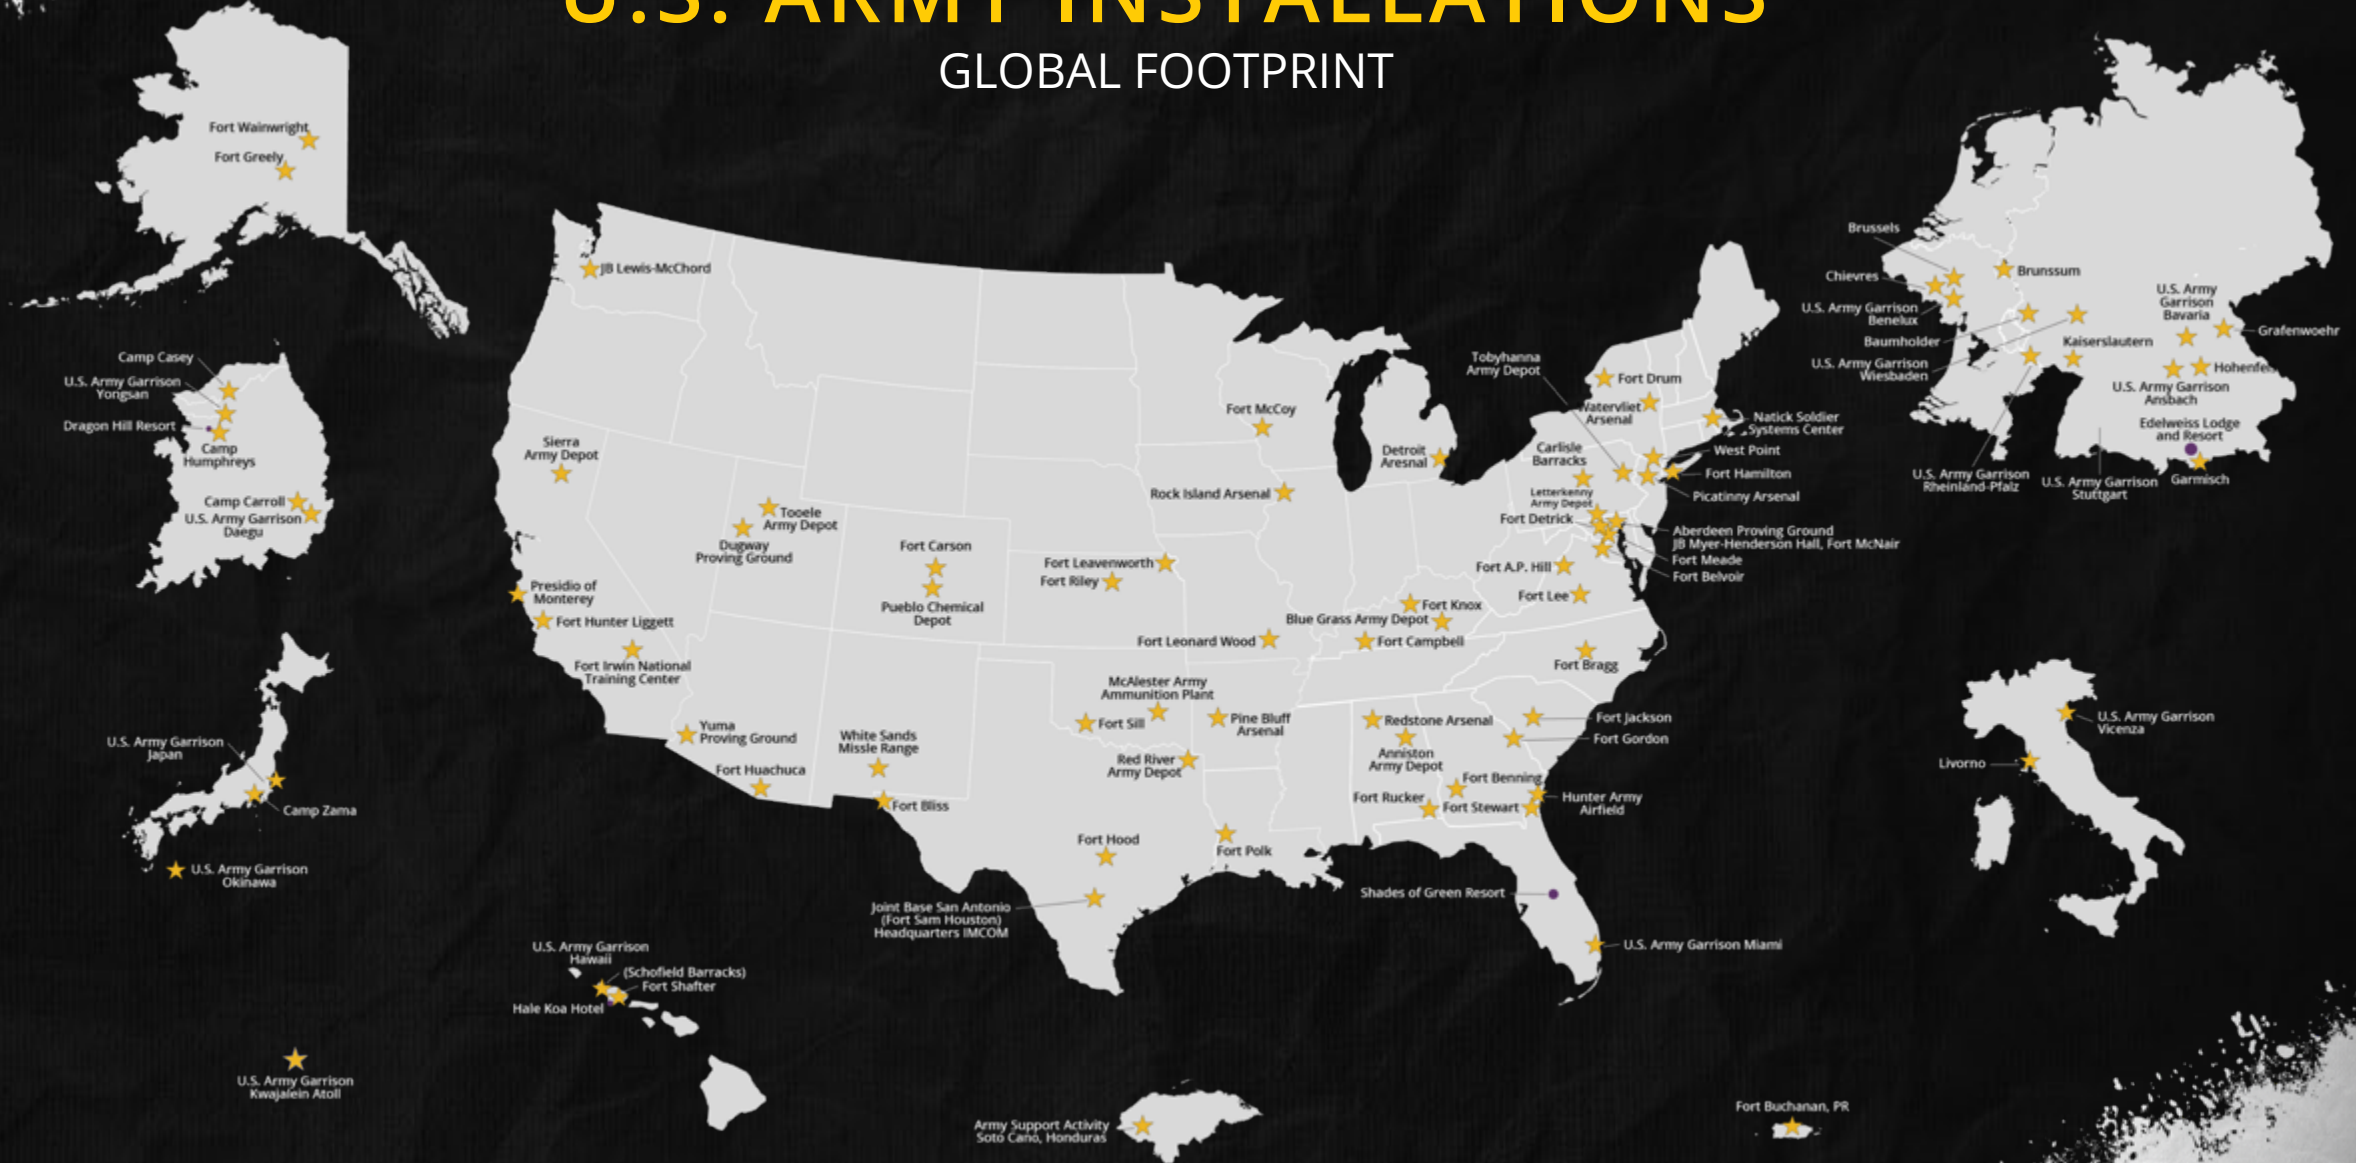 U.S. ARMY INSTALLATIONS
GLOBAL FOOTPRINT
Fort Wainwright
Fort Greely
Camp Casey
U.S. Army Garrison
Yongsan
Dragon Hill Resort
Camp
Humphreys
Camp Carroll
U.S. Army Garrison
Daegu
U.S. Army Garrison
Japan
Camp Zama
U.S. Army Garrison
Okinawa
U.S. Army Garrison
Kwajalein Atoll
U.S. Army Garrison
Hawaii
(Schofield Barracks)
Fort Shafter
Hale Koa Hotel
JB Lewis-McChord
Sierra
Army Depot
Tooele
Army Depot
Dugway
Proving Ground
Presidio of
Monterey
Fort Hunter Liggett
Fort Irwin National
Training Center
Yuma
Proving Ground
Fort Huachuca
Fort Carson
Pueblo Chemical
Depot
White Sands
Missle Range
Fort Bliss
Fort Leavenworth
Fort Riley
Fort Leonard Wood
McAlester Army
Ammunition Plant
Fort Sill
Pine Bluff
Arsenal
Red River
Army Depot
Fort Hood
Fort Polk
Joint Base San Antonio
(Fort Sam Houston)
Headquarters IMCOM
Fort McCoy
Rock Island Arsenal
Detroit
Aresnal
Fort Knox
Blue Grass Army Depot
Fort Campbell
Redstone Arsenal
Anniston
Army Depot
Fort Benning
Fort Rucker
Fort Stewart
Hunter Army
Airfield
Fort Jackson
Fort Gordon
Fort Bragg
Shades of Green Resort
U.S. Army Garrison Miami
Tobyhanna
Army Depot
Fort Drum
Watervliet
Arsenal
Natick Soldier
Systems Center
Carlisle
Barracks
West Point
Fort Hamilton
Picatinny Arsenal
Letterkenny
Army Depot
Fort Detrick
Aberdeen Proving Ground
JB Myer-Henderson Hall, Fort McNair
Fort Meade
Fort Belvoir
Fort A.P. Hill
Fort Lee
Brussels
Chievres
U.S. Army Garrison
Benelux
Brunssum
Baumholder
U.S. Army Garrison
Wiesbaden
Kaiserslautern
U.S. Army
Garrison
Bavaria
Grafenwoehr
Hohenfels
U.S. Army Garrison
Ansbach
Edelweiss Lodge
and Resort
Garmisch
U.S. Army Garrison
Rheinland-Pfalz
U.S. Army Garrison
Stuttgart
U.S. Army Garrison
Vicenza
Livorno
Army Support Activity
Soto Cano, Honduras
Fort Buchanan, PR